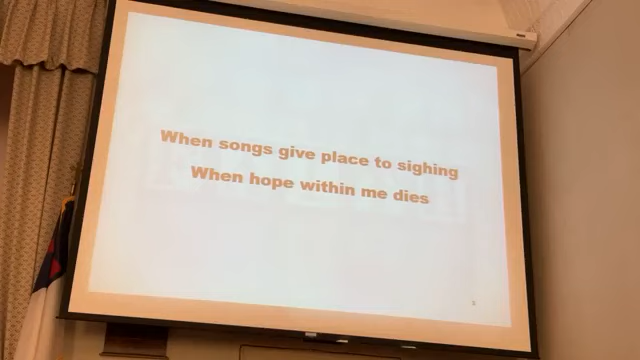 When songs give place to sighing
When hope within me dies